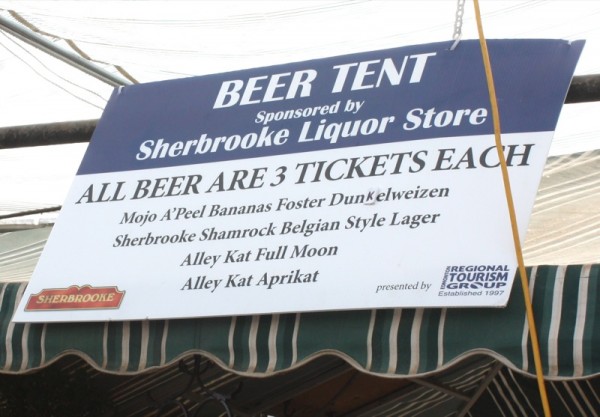 BEER TENT
Sponsored by
Sherbrooke Liquor Store
ALL BEER ARE 3 TICKETS EACH
Mojo A'Peel Bananas Foster Dunkelweizen
Sherbrooke Shamrock Belgian Style Lager
Alley Kat Full Moon
Alley Kat Aprikat
SHERBROOKE
presented by
EDMONTON
REGIONAL
TOURISM
GROUP
Established 1997